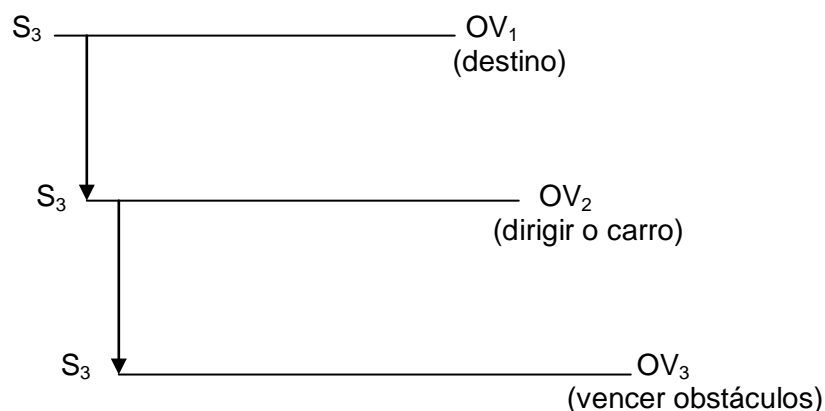 S₃ OV₁
(destino)
S₃ OV₂
(dirigir o carro)
S₃ OV₃
(vencer obstáculos)